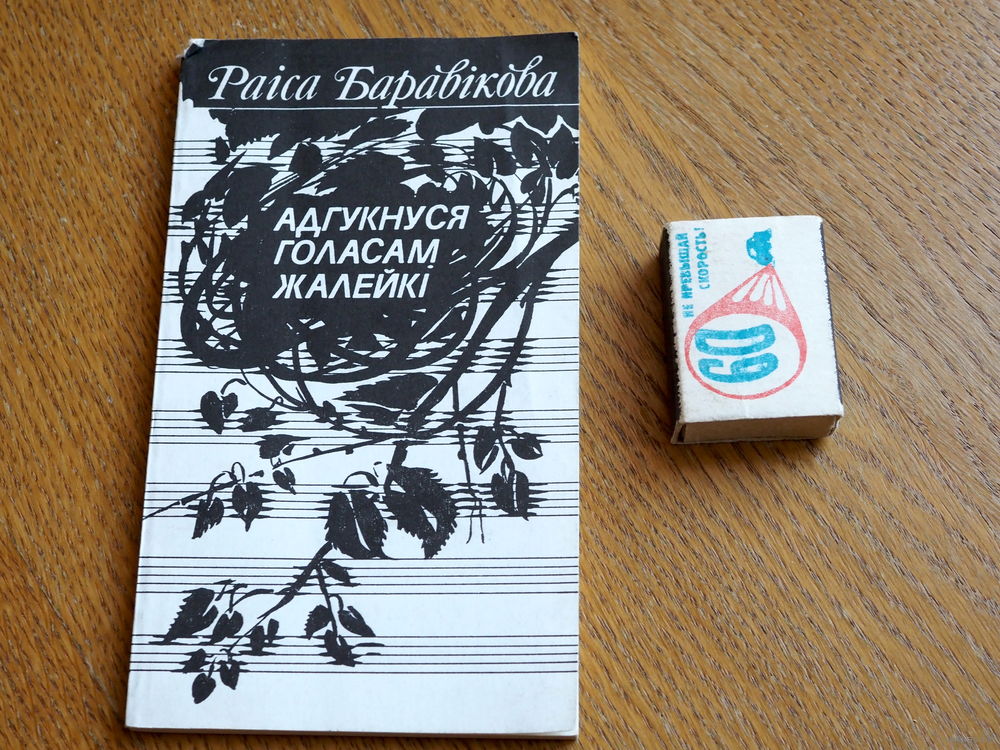 Раіса Баравікова
АДГУКНУСЯ
ГОЛАСАМ
ЖАЛЕЙКІ
НЕ ПРЕВЫШАЙ
СКОРОСТЬ!
60